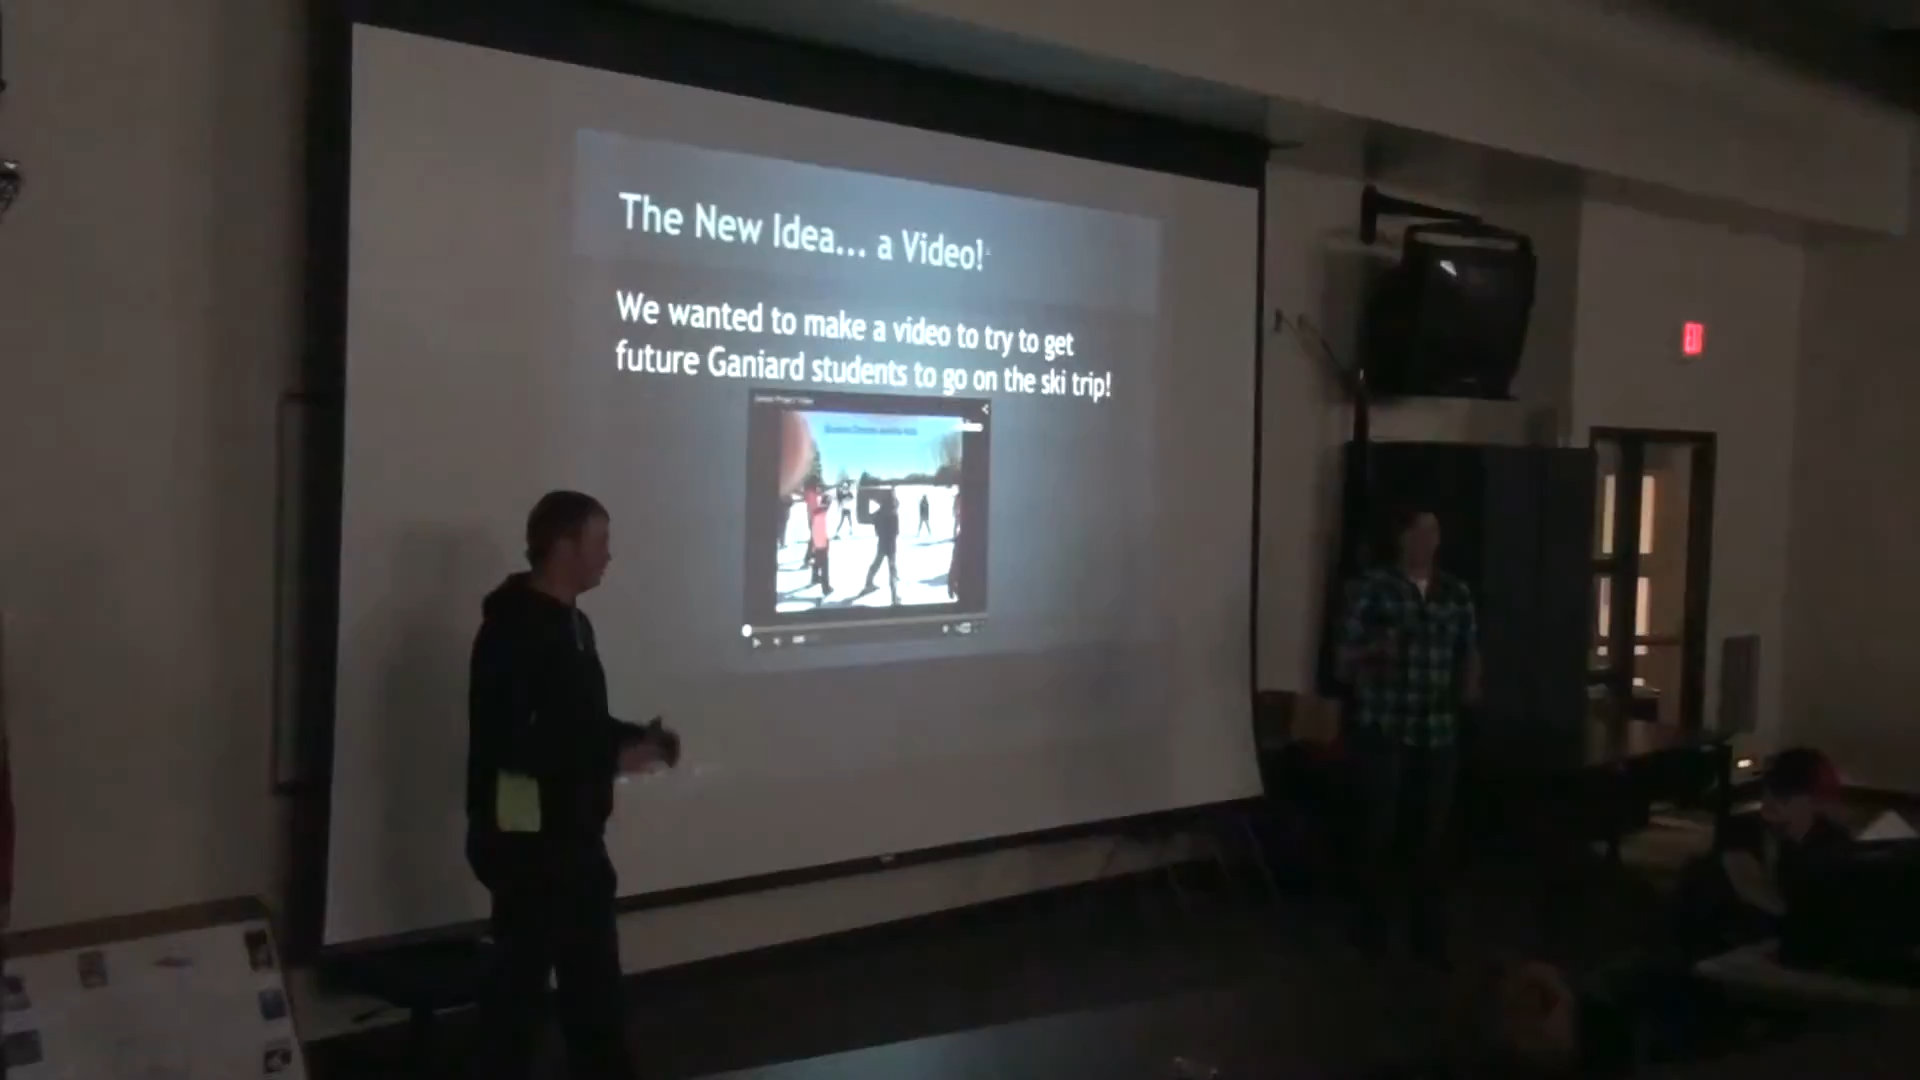 The New Idea... a Video!
We wanted to make a video to try to get
future Ganiard students to go on the ski trip!
EXIT